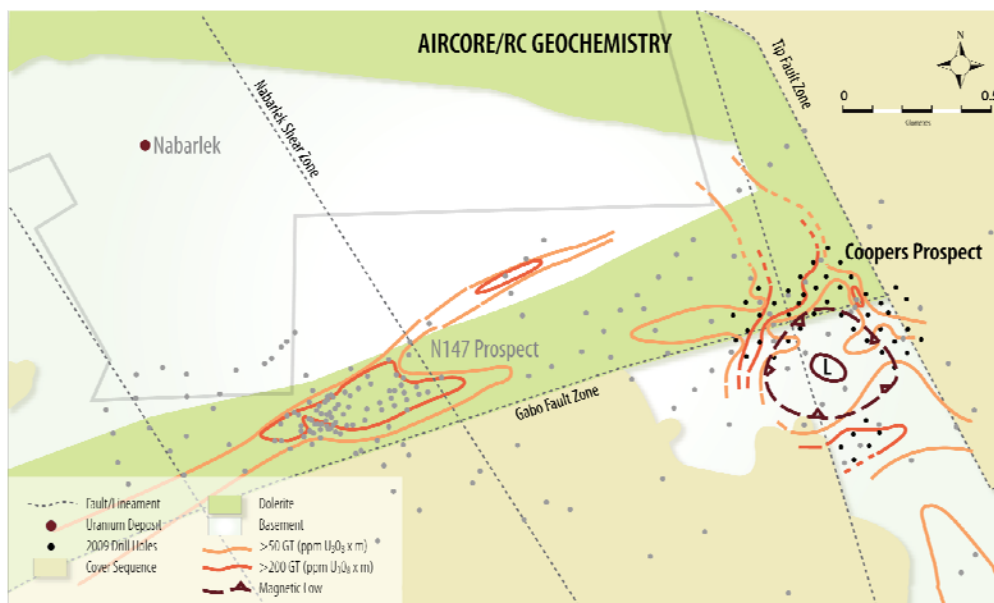 AIRCORE/RC GEOCHEMISTRY
Tip Fault Zone
N
0
0.5
Kilometres
Nabarlek Shear Zone
Nabarlek
Coopers Prospect
N147 Prospect
L
Gabo Fault Zone
Fault/Lineament
Uranium Deposit
2009 Drill Holes
Cover Sequence
Dolerite
Basement
>50 GT (ppm U₃O₈ x m)
>200 GT (ppm U₃O₈ x m)
Magnetic Low